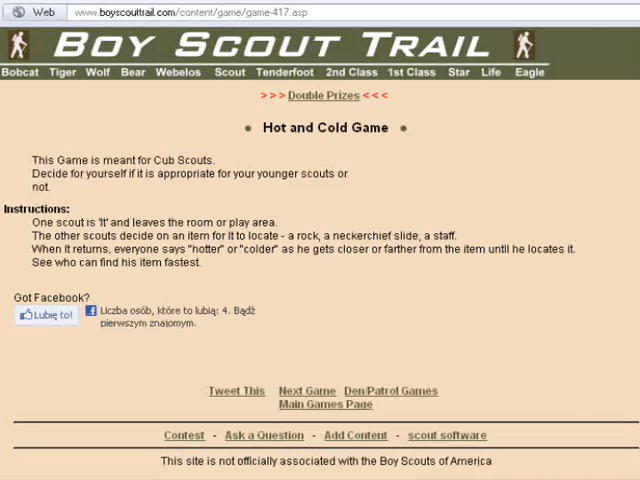 Web www.boyscouttrail.com/content/game/game-417.asp
BOY SCOUT TRAIL
Bobcat Tiger Wolf Bear Webelos Scout Tenderfoot 2nd Class 1st Class Star Life Eagle
>>> Double Prizes <<<
• Hot and Cold Game •
This Game is meant for Cub Scouts.
Decide for yourself if it is appropriate for your younger scouts or
not.
Instructions:
One scout is 'It' and leaves the room or play area.
The other scouts decide on an item for It to locate - a rock, a neckerchief slide, a staff.
When It returns, everyone says "hotter" or "colder" as he gets closer or farther from the item until he locates it.
See who can find his item fastest.
Got Facebook?
Lubię to! Liczba osób, które to lubią: 4. Bądź
pierwszym znajomym.
Tweet This Next Game Den/Patrol Games
Main Games Page
Contest - Ask a Question - Add Content - scout software
This site is not officially associated with the Boy Scouts of America